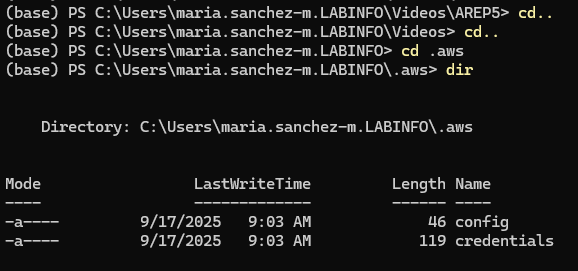 (base) PS C:\Users\maria.sanchez-m.LABINFO\Videos\AREP5> cd..
(base) PS C:\Users\maria.sanchez-m.LABINFO\Videos> cd..
(base) PS C:\Users\maria.sanchez-m.LABINFO> cd .aws
(base) PS C:\Users\maria.sanchez-m.LABINFO\.aws> dir
Directory: C:\Users\maria.sanchez-m.LABINFO\.aws
Mode LastWriteTime Length Name
---- ------------- ------ ----
-a---- 9/17/2025 9:03 AM 46 config
-a---- 9/17/2025 9:03 AM 119 credentials